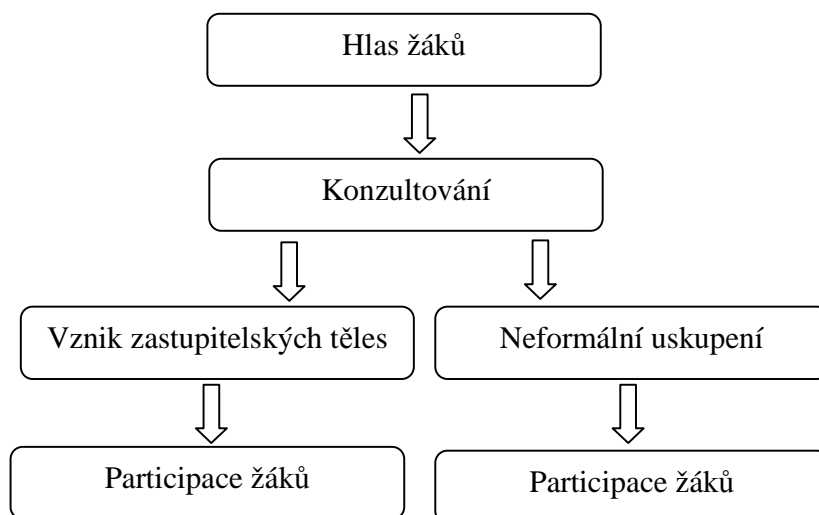 Hlas žáků
Konzultování
Vznik zastupitelských těles
Neformální uskupení
Participace žáků
Participace žáků